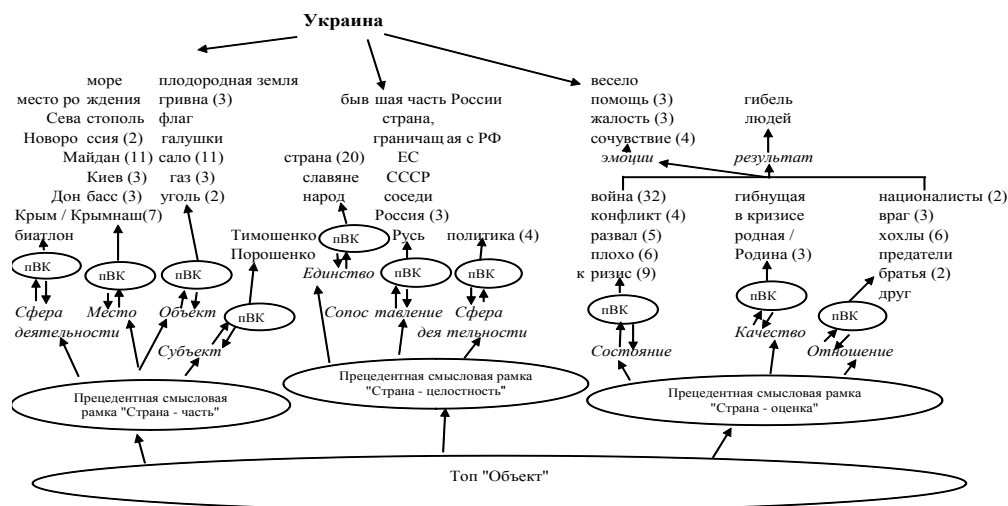 Украина
море
место ро ждения
Сева стополь
Новоро ссия (2)
Майдан (11)
Киев (3)
Дон басс (3)
Крым / Крымнаш(7)
биатлон
плодородная земля
гривна (3)
флаг
галушки
сало (11)
газ (3)
уголь (2)
Тимошенко
Порошенко
быв шая часть России
страна,
граничащ ая с РФ
страна (20)
славяне
народ
ЕС
СССР
соседи
Россия (3)
Русь
политика (4)
весело
помощь (3)
жалость (3)
сочувствие (4)
эмоции
гибель
людей
результат
война (32)
конфликт (4)
развал (5)
плохо (6)
к ризис (9)
гибнущая
в кризисе
родная /
Родина (3)
националисты (2)
враг (3)
хохлы (6)
предатели
братья (2)
друг
пВК
пВК
пВК
пВК
пВК
пВК
пВК
пВК
пВК
пВК
Сфера
деятельности
Место
Объект
Субъект
Единство
Сопос тавление
Сфера
дея тельности
Состояние
Качество
Отношение
Прецедентная смысловая
рамка "Страна - часть"
Прецедентная смысловая рамка
"Страна - целостность"
Прецедентная смысловая рамка
"Страна - оценка"
Топ "Объект"